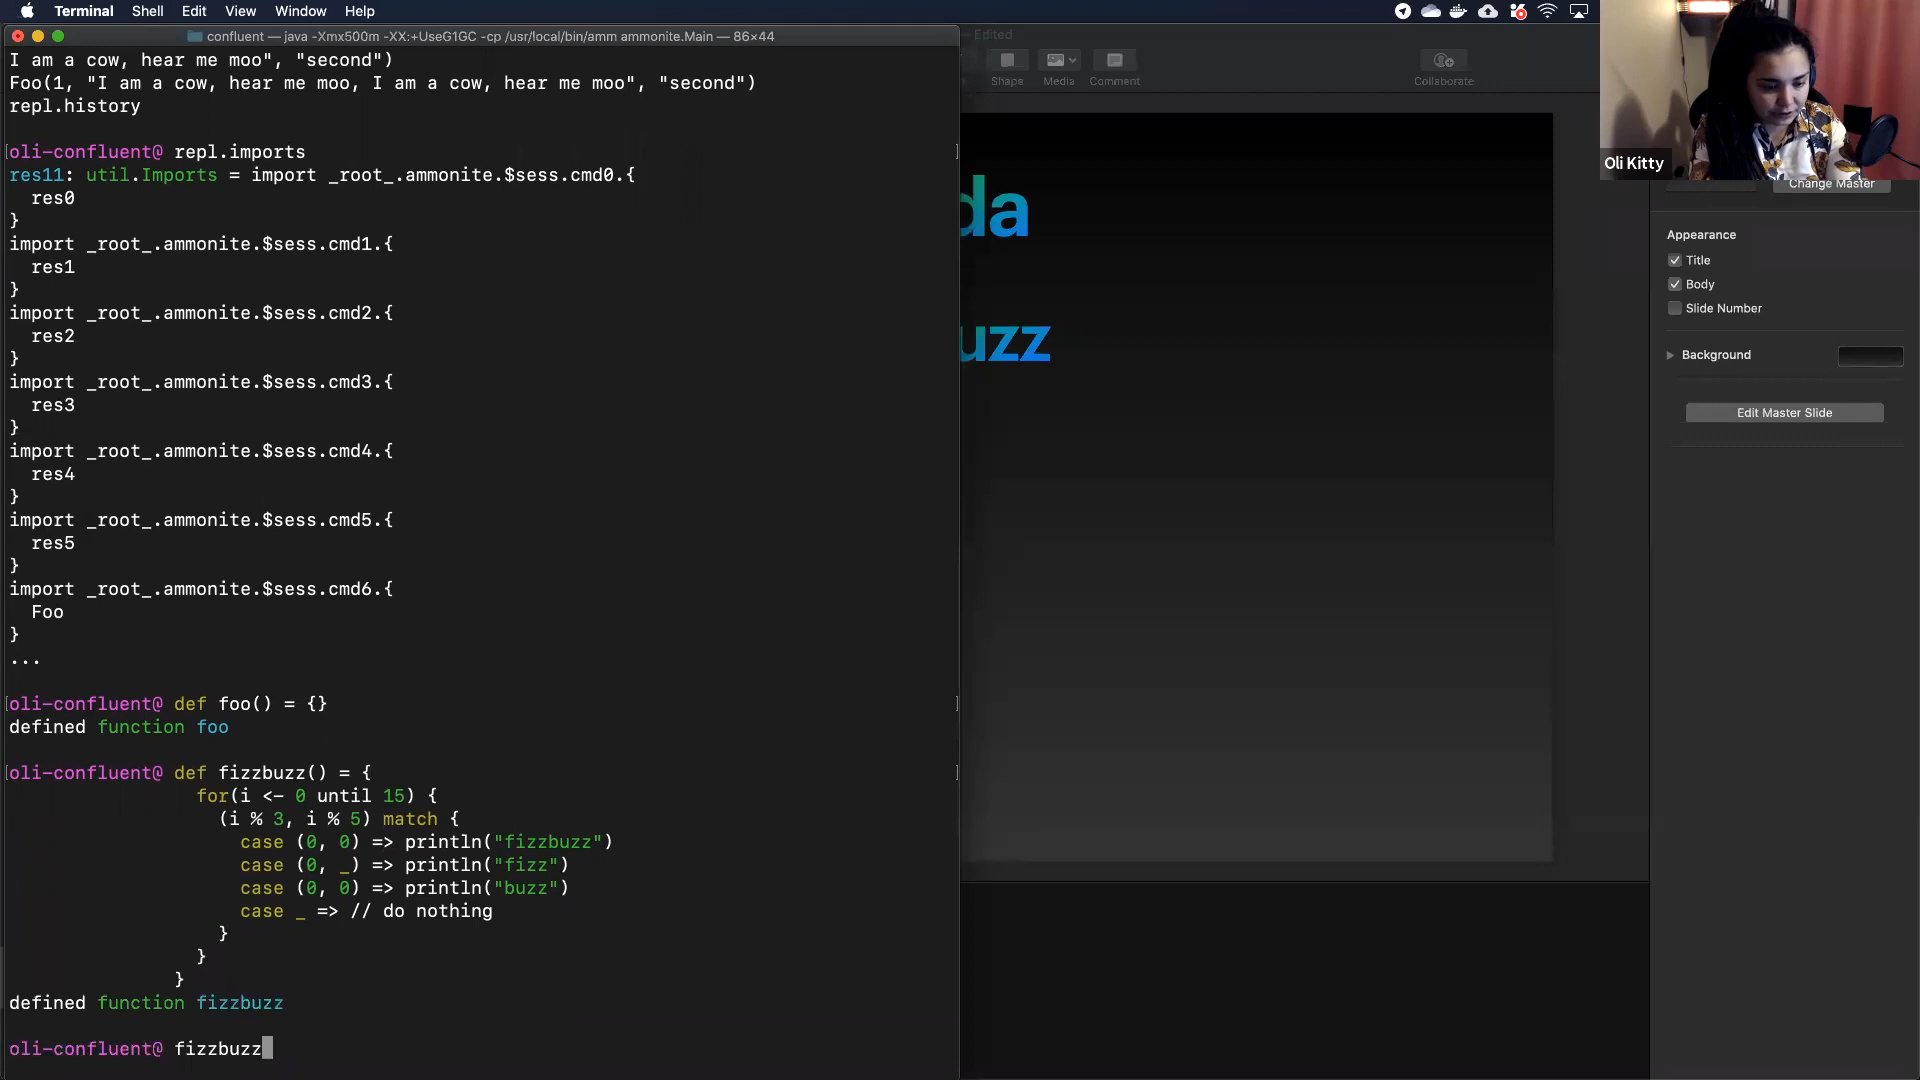 Terminal Shell Edit View Window Help
confluent — java -Xmx500m -XX:+UseG1GC -cp /usr/local/bin/amm ammonite.Main — 86×44
I am a cow, hear me moo", "second")
Foo(1, "I am a cow, hear me moo, I am a cow, hear me moo", "second")
repl.history
oli-confluent@ repl.imports
res11: util.Imports = import _root_.ammonite.$sess.cmd0.{
  res0
}
import _root_.ammonite.$sess.cmd1.{
  res1
}
import _root_.ammonite.$sess.cmd2.{
  res2
}
import _root_.ammonite.$sess.cmd3.{
  res3
}
import _root_.ammonite.$sess.cmd4.{
  res4
}
import _root_.ammonite.$sess.cmd5.{
  res5
}
import _root_.ammonite.$sess.cmd6.{
  Foo
}
...
oli-confluent@ def foo() = {}
defined function foo
oli-confluent@ def fizzbuzz() = {
                 for(i <- 0 until 15) {
                   (i % 3, i % 5) match {
                     case (0, 0) => println("fizzbuzz")
                     case (0, _) => println("fizz")
                     case (0, 0) => println("buzz")
                     case _ => // do nothing
                   }
                 }
               }
defined function fizzbuzz
oli-confluent@ fizzbuzz
— Edited
Shape Media Comment Collaborate
da
uzz
Oli Kitty
Change Master
Appearance
Title
Body
Slide Number
Background
Edit Master Slide